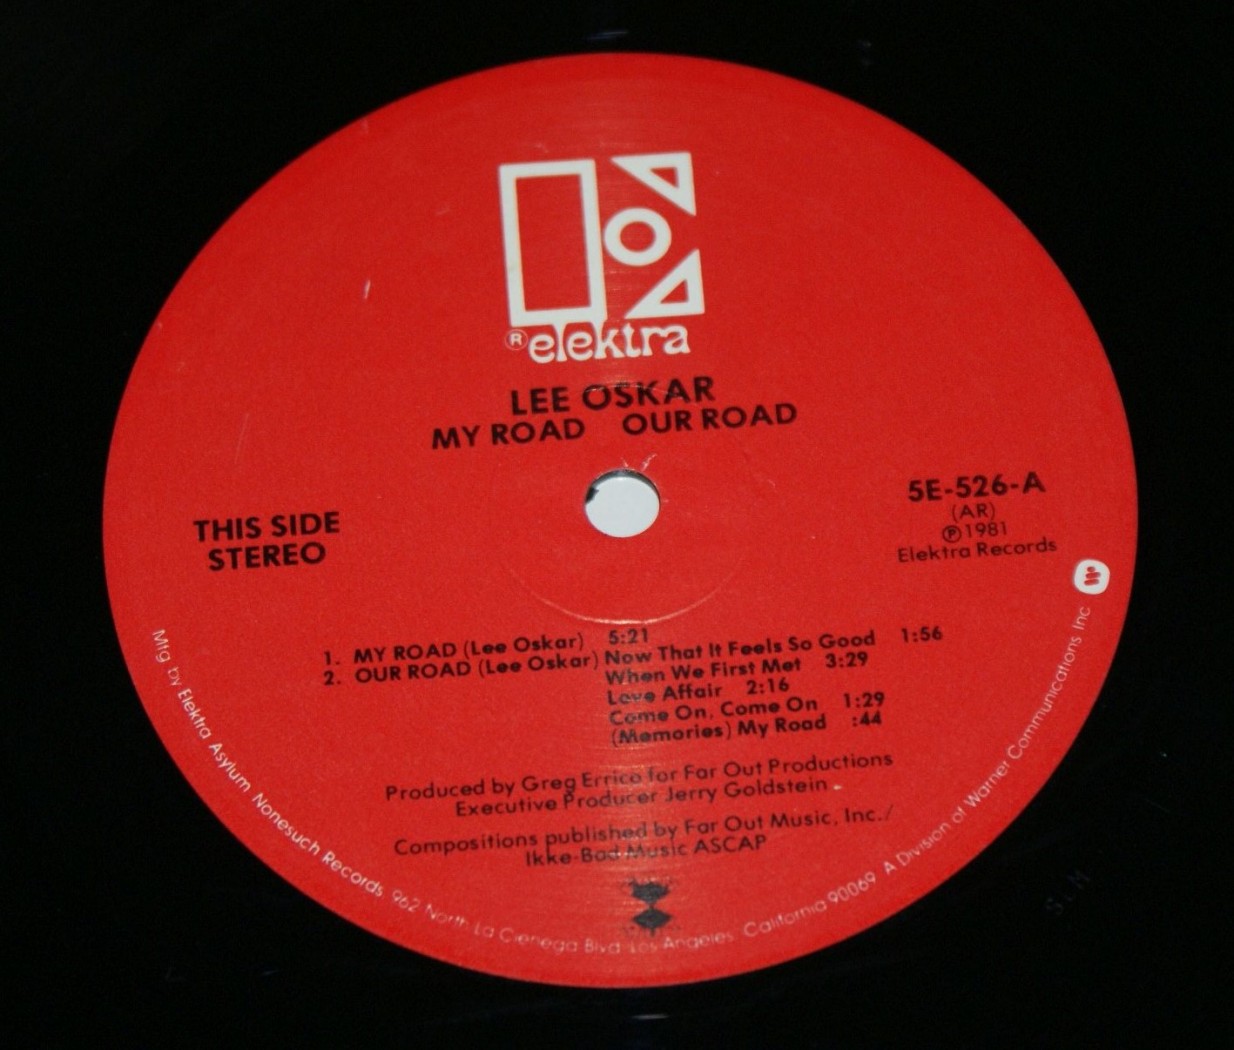 ® elektra
LEE OSKAR
MY ROAD OUR ROAD
THIS SIDE
STEREO
5E-526-A
(AR)
℗1981
Elektra Records
1. MY ROAD (Lee Oskar) 5:21
2. OUR ROAD (Lee Oskar) Now That It Feels So Good 1:56
When We First Met 3:29
Love Affair 2:16
Come On, Come On 1:29
(Memories) My Road :44
Produced by Greg Errico for Far Out Productions
Executive Producer Jerry Goldstein
Compositions published by Far Out Music, Inc./
Ikke-Bad Music ASCAP
Mfg by Elektra Asylum Nonesuch Records 962 North La Cienega Blvd Los Angeles California 90069 A Division of Warner Communications Inc
SLM